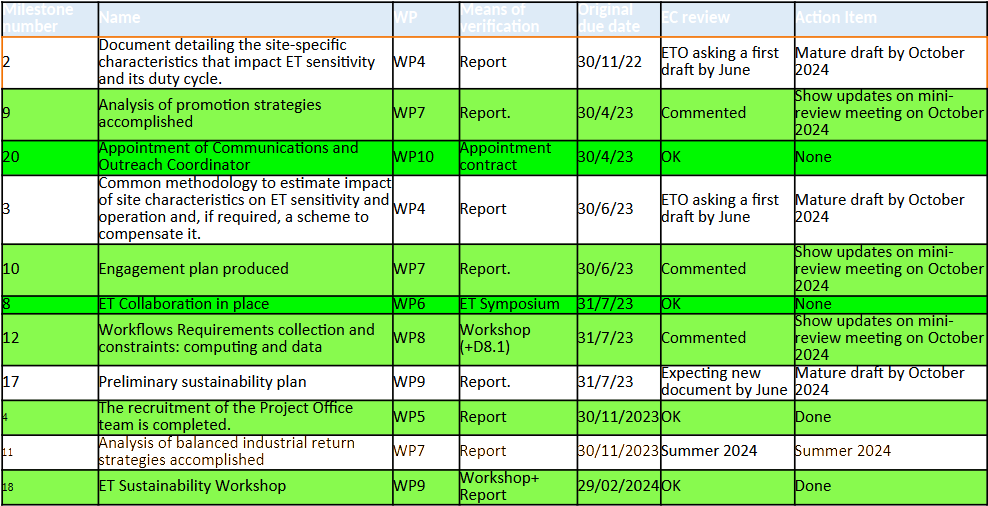 Milestone number Name WP Means of verification Original due date EC review Action Item
2 Document detailing the site-specific characteristics that impact ET sensitivity and its duty cycle. WP4 Report 30/11/22 ETO asking a first draft by June Mature draft by October 2024
9 Analysis of promotion strategies accomplished WP7 Report. 30/4/23 Commented Show updates on mini-review meeting on October 2024
20 Appointment of Communications and Outreach Coordinator WP10 Appointment contract 30/4/23 OK None
3 Common methodology to estimate impact of site characteristics on ET sensitivity and operation and, if required, a scheme to compensate it. WP4 Report 30/6/23 ETO asking a first draft by June Mature draft by October 2024
10 Engagement plan produced WP7 Report. 30/6/23 Commented Show updates on mini-review meeting on October 2024
8 ET Collaboration in place WP6 ET Symposium 31/7/23 OK None
12 Workflows Requirements collection and constraints: computing and data WP8 Workshop (+D8.1) 31/7/23 Commented Show updates on mini-review meeting on October 2024
17 Preliminary sustainability plan WP9 Report. 31/7/23 Expecting new document by June Mature draft by October 2024
4 The recruitment of the Project Office team is completed. WP5 Report 30/11/2023 OK Done
11 Analysis of balanced industrial return strategies accomplished WP7 Report 30/11/2023 Summer 2024 Summer 2024
18 ET Sustainability Workshop WP9 Workshop+ Report 29/02/2024 OK Done